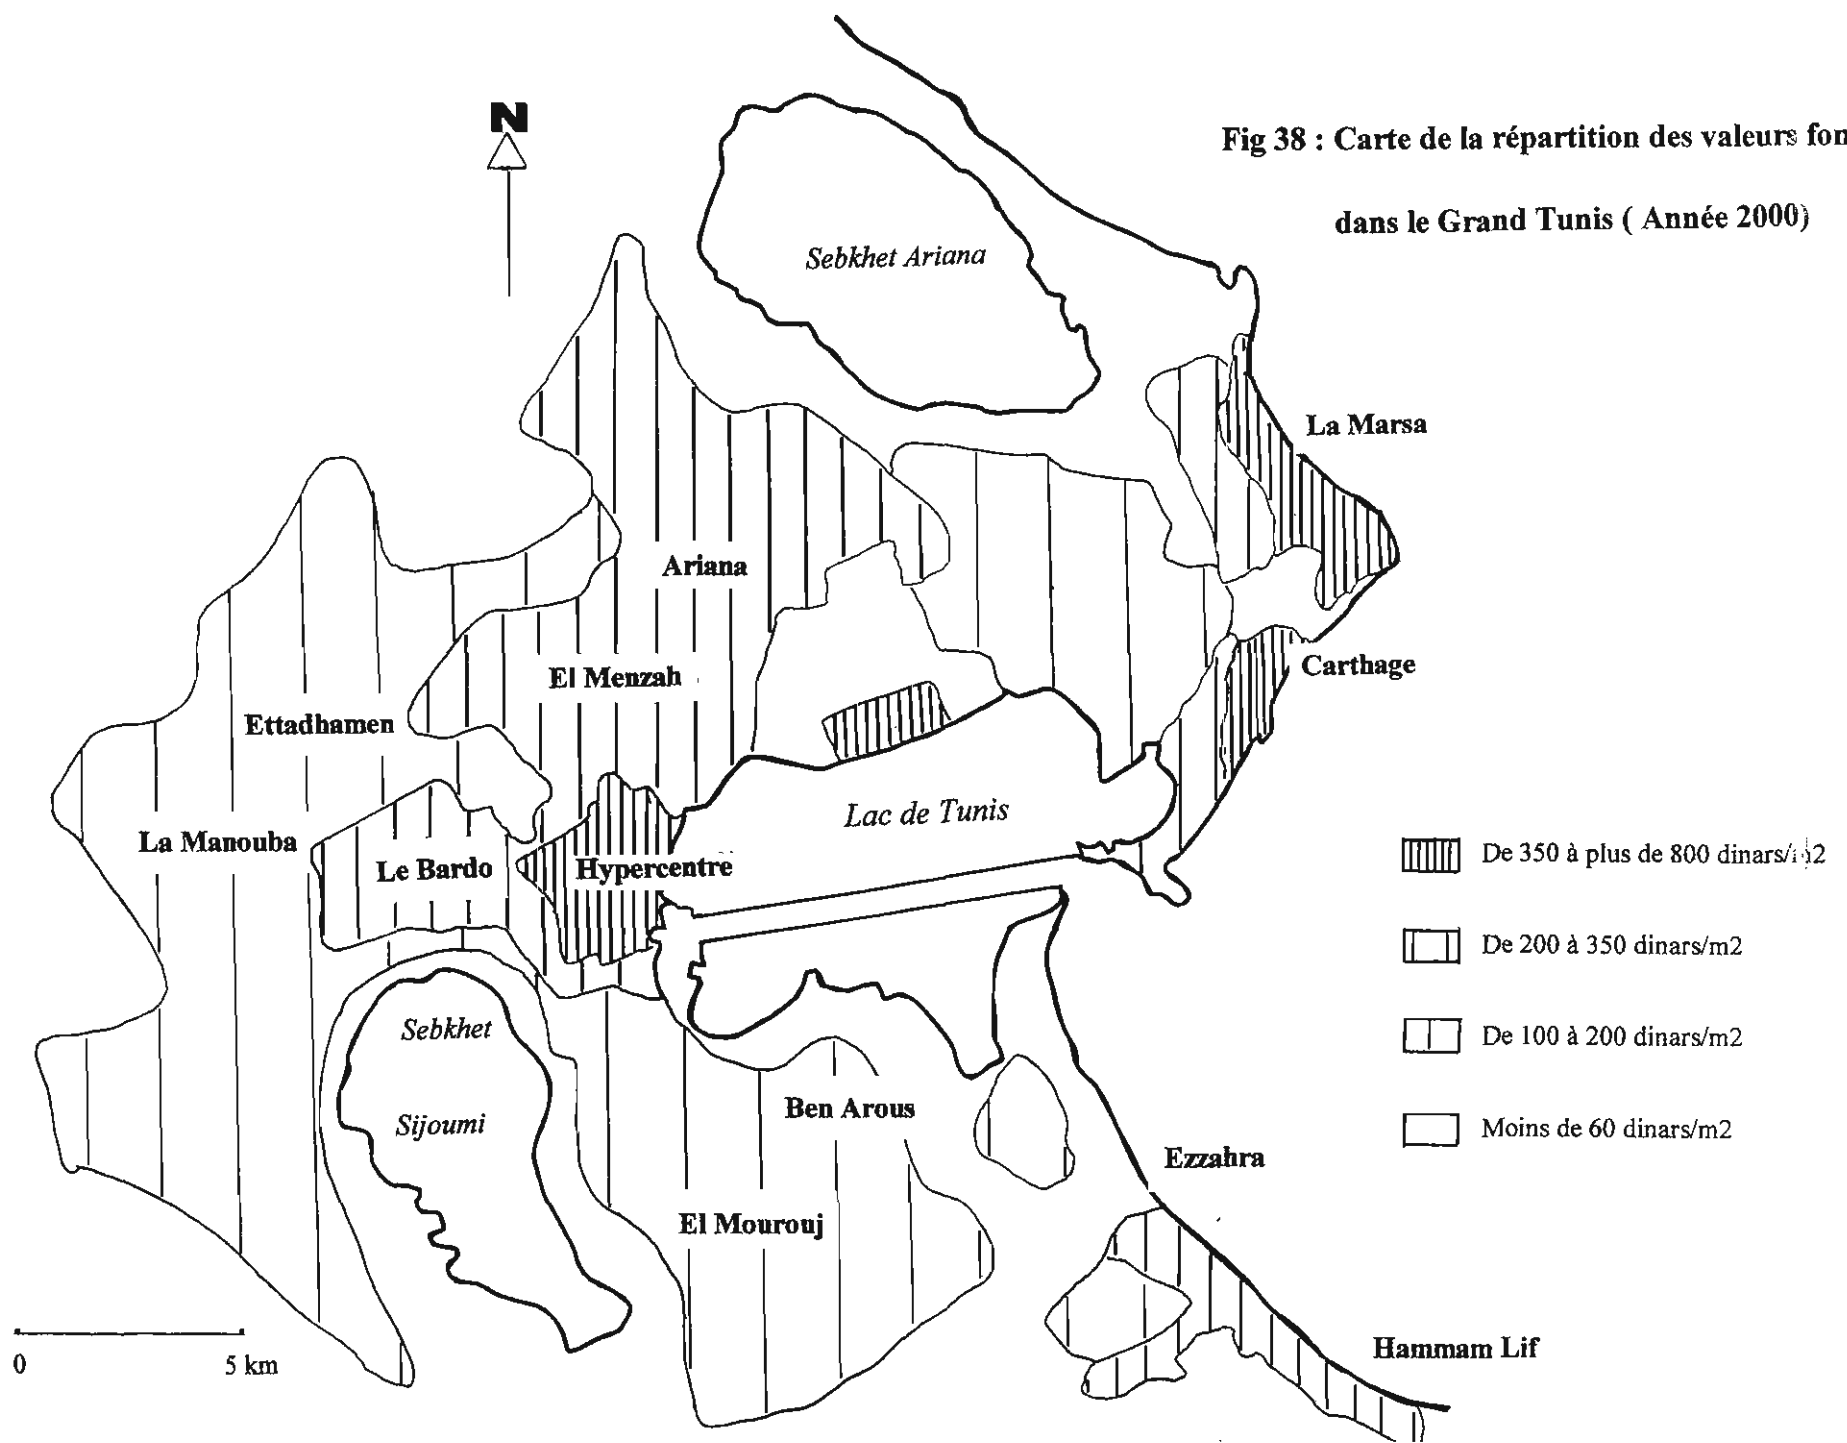 N
Fig 38 : Carte de la répartition des valeurs
dans le Grand Tunis ( Année 2000)
Sebkhet Ariana
La Marsa
Ariana
El Menzah
Carthage
Ettadhamen
Lac de Tunis
La Manouba
Le Bardo
Hypercentre
De 350 à plus de 800 dinars/m2
De 200 à 350 dinars/m2
Sebkhet
De 100 à 200 dinars/m2
Sijoumi
Ben Arous
Moins de 60 dinars/m2
Ezzahra
El Mourouj
Hammam Lif
0
5 km